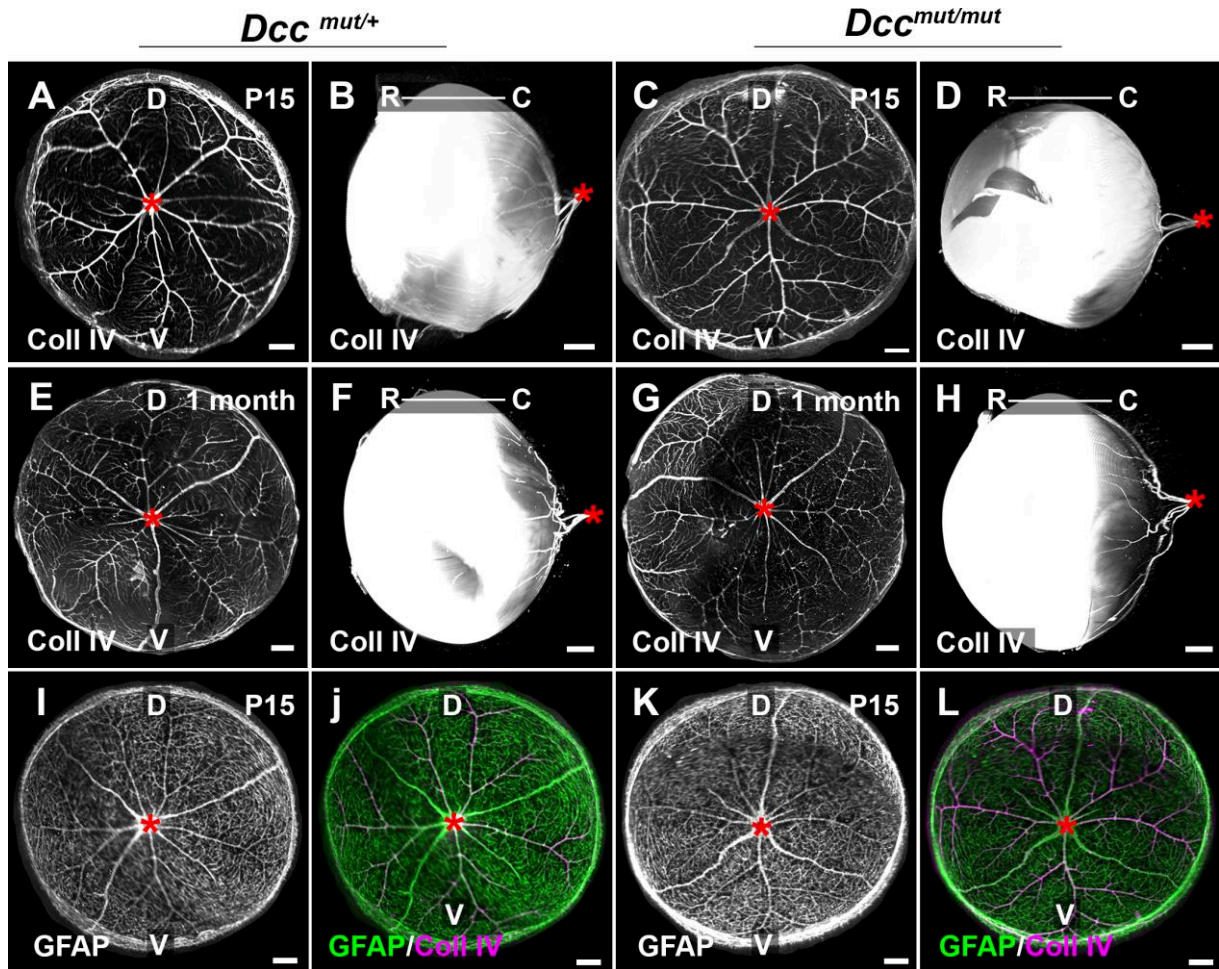 Dcc mut/+ Dcc mut/mut
A D P15 B R C C D P15 D R C
* * * *
Coll IV V Coll IV Coll IV V Coll IV
E D 1 month F R C G D 1 month H R C
* * * *
Coll IV V Coll IV Coll IV V Coll IV
I D P15 j D K D P15 L D
* * * *
V V
GFAP V GFAP/Coll IV GFAP V GFAP/Coll IV